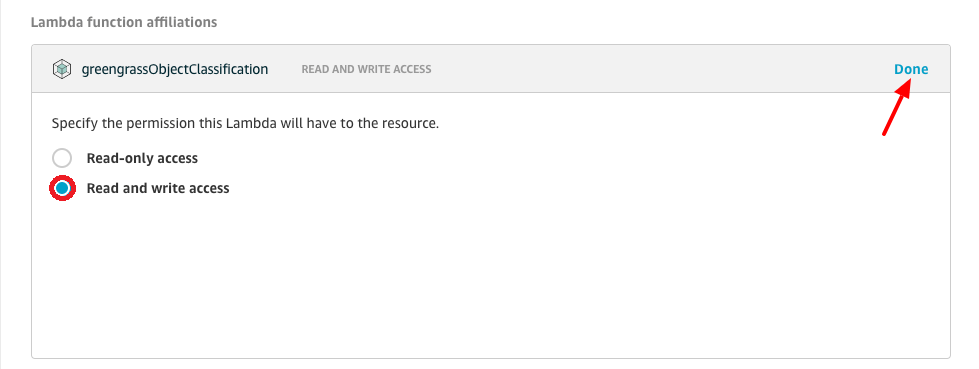 Lambda function affiliations
greengrassObjectClassification READ AND WRITE ACCESS Done
Specify the permission this Lambda will have to the resource.
Read-only access
Read and write access